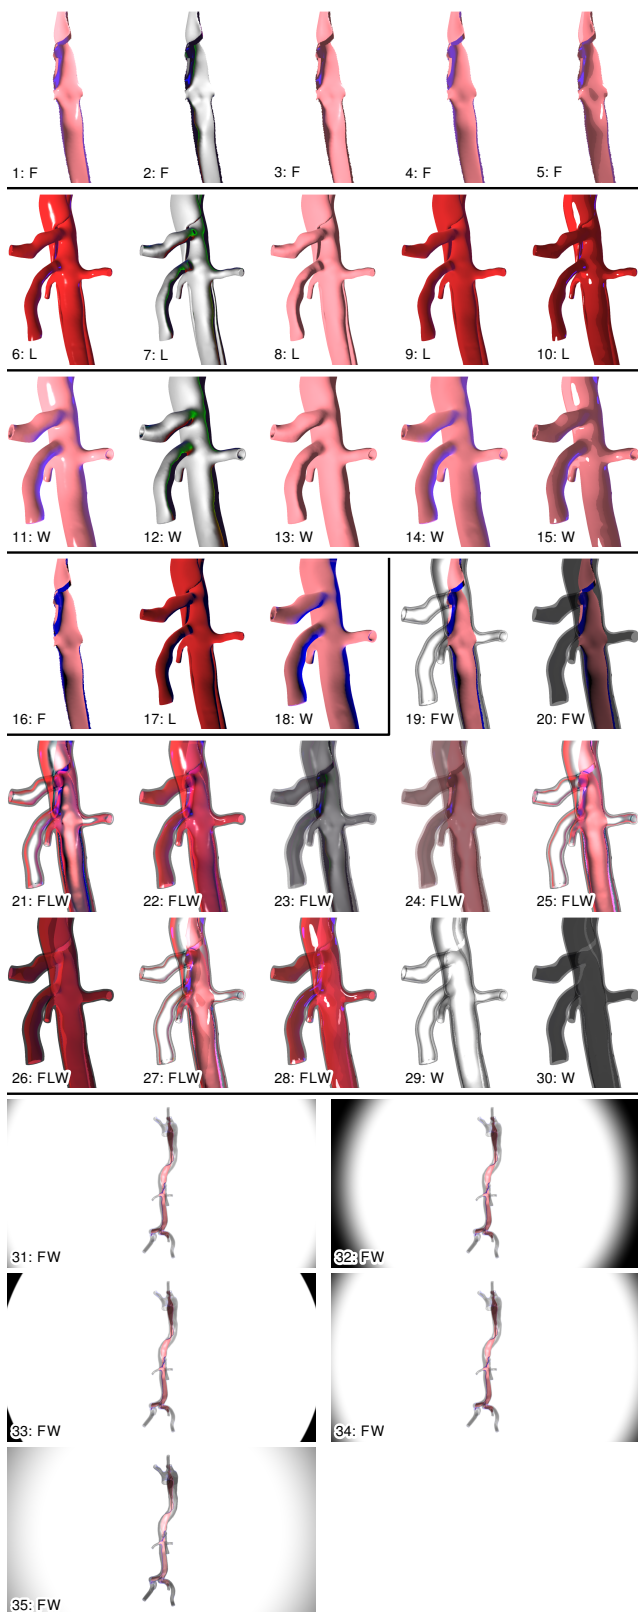 1: F
2: F
3: F
4: F
5: F
6: L
7: L
8: L
9: L
10: L
11: W
12: W
13: W
14: W
15: W
16: F
17: L
18: W
19: FW
20: FW
21: FLW
22: FLW
23: FLW
24: FLW
25: FLW
26: FLW
27: FLW
28: FLW
29: W
30: W
31: FW
32: FW
33: FW
34: FW
35: FW